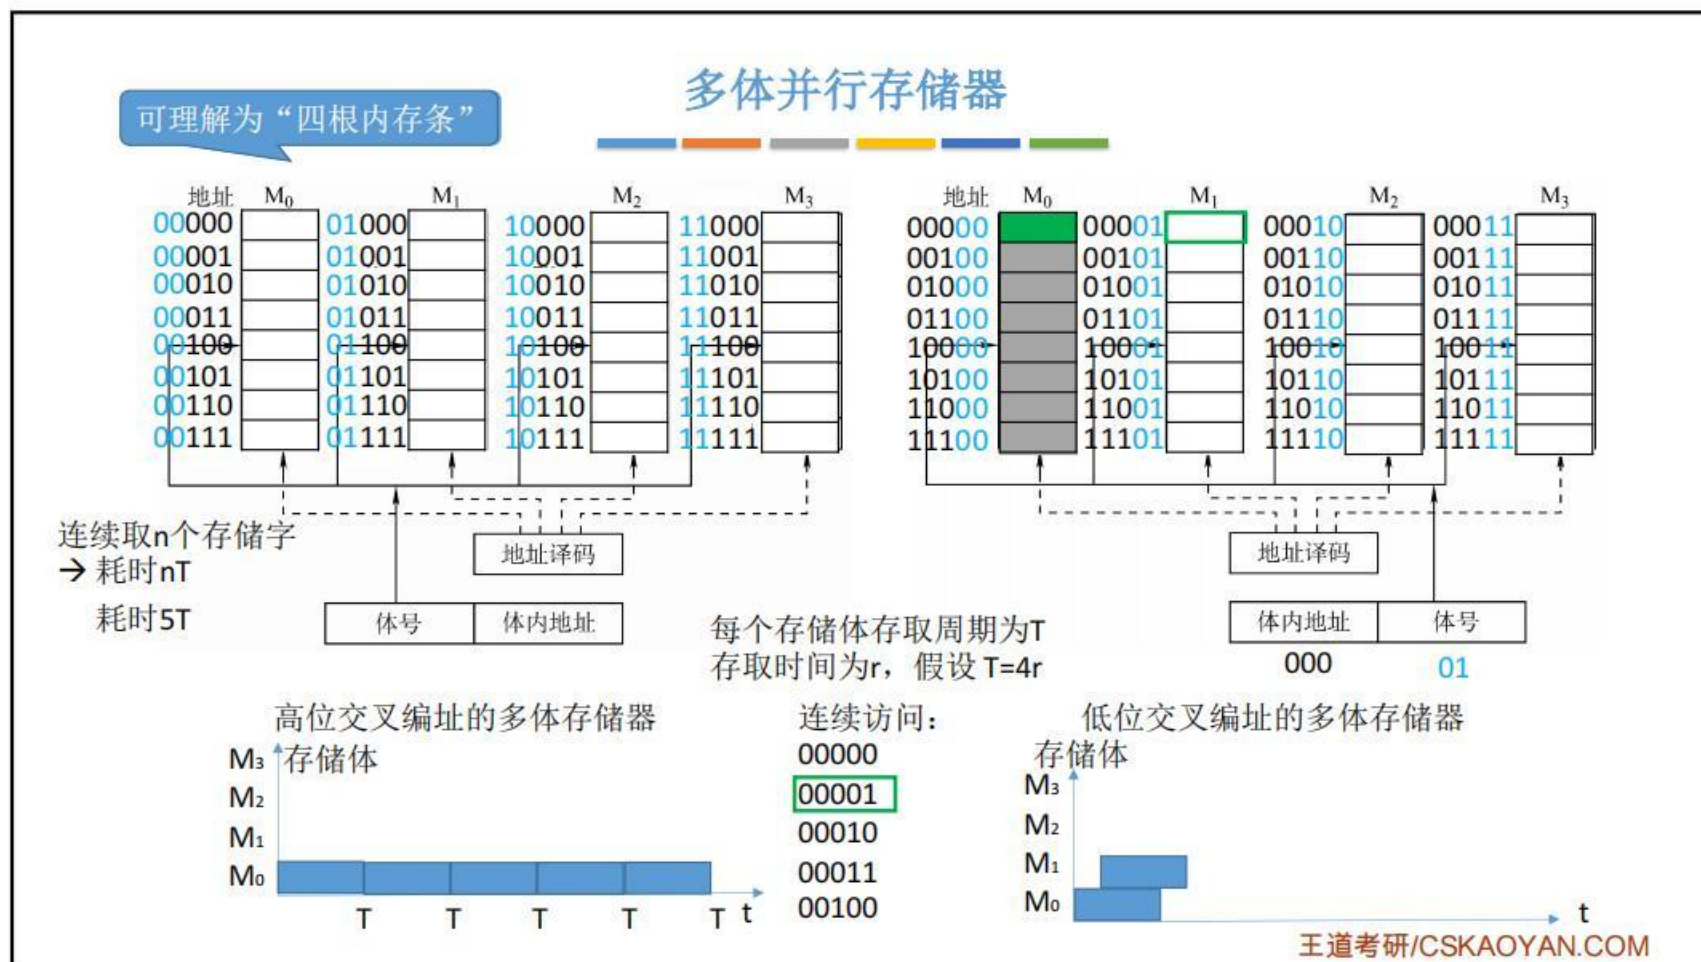 多体并行存储器
可理解为“四根内存条”
地址 M₀ M₁ M₂ M₃
00000 01000 10000 11000
00001 01001 10001 11001
00010 01010 10010 11010
00011 01011 10011 11011
00100 01100 10100 11100
00101 01101 10101 11101
00110 01110 10110 11110
00111 01111 10111 11111
地址译码
体号 体内地址
连续取n个存储字
→ 耗时nT
耗时5T
地址 M₀ M₁ M₂ M₃
00000 00001 00010 00011
00100 00101 00110 00111
01000 01001 01010 01011
01100 01101 01110 01111
10000 10001 10010 10011
10100 10101 10110 10111
11000 11001 11010 11011
11100 11101 11110 11111
地址译码
体内地址 体号
000 01
每个存储体存取周期为T
存取时间为r，假设 T=4r
高位交叉编址的多体存储器
存储体
M₃
M₂
M₁
M₀
T T T T T t
连续访问：
00000
00001
00010
00011
00100
低位交叉编址的多体存储器
存储体
M₃
M₂
M₁
M₀
t
王道考研/CSKAOYAN.COM